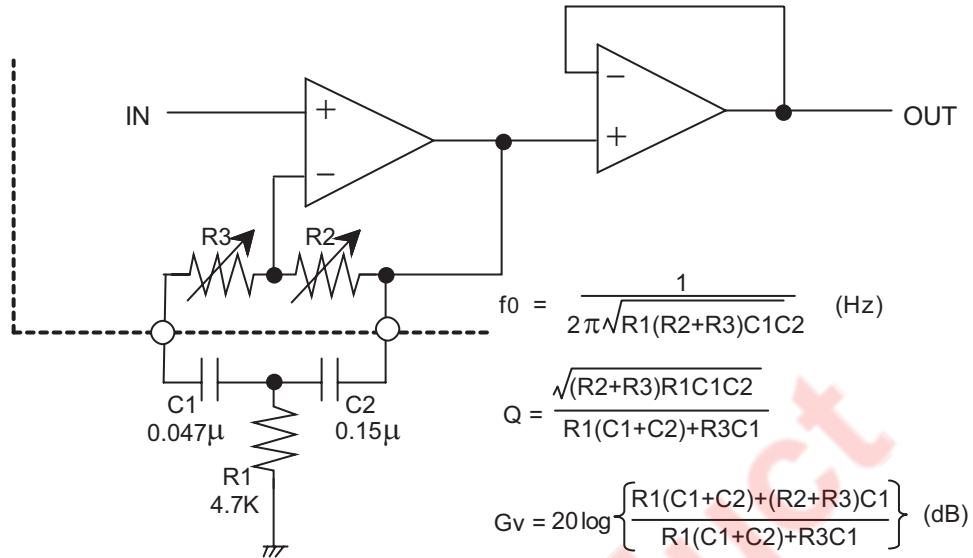 IN
+
−
−
+
OUT
R3
R2
C1
0.047μ
C2
0.15μ
R1
4.7K
f0 = 1 / 2π√R1(R2+R3)C1C2 (Hz)
Q = √(R2+R3)R1C1C2 / R1(C1+C2)+R3C1
Gv = 20log{R1(C1+C2)+(R2+R3)C1 / R1(C1+C2)+R3C1} (dB)